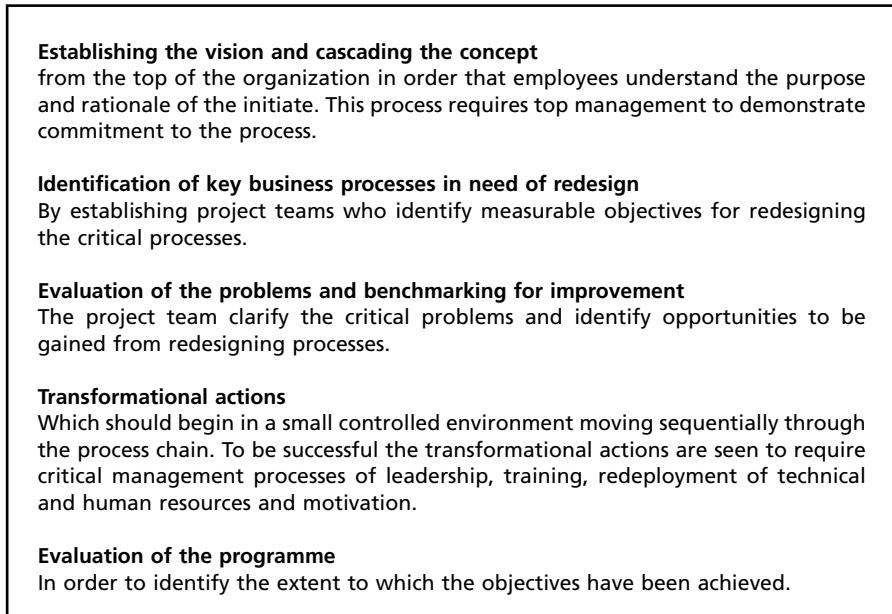 Establishing the vision and cascading the concept
from the top of the organization in order that employees understand the purpose
and rationale of the initiate. This process requires top management to demonstrate
commitment to the process.
Identification of key business processes in need of redesign
By establishing project teams who identify measurable objectives for redesigning
the critical processes.
Evaluation of the problems and benchmarking for improvement
The project team clarify the critical problems and identify opportunities to be
gained from redesigning processes.
Transformational actions
Which should begin in a small controlled environment moving sequentially through
the process chain. To be successful the transformational actions are seen to require
critical management processes of leadership, training, redeployment of technical
and human resources and motivation.
Evaluation of the programme
In order to identify the extent to which the objectives have been achieved.